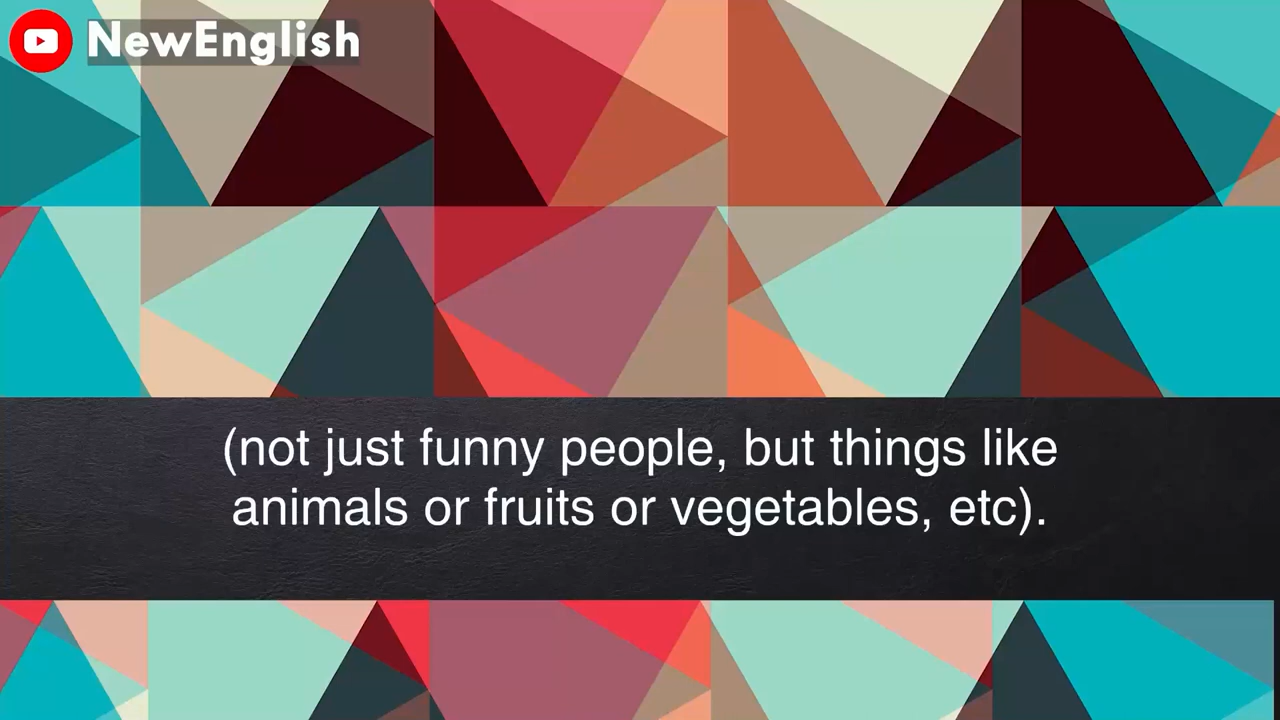 NewEnglish
(not just funny people, but things like
animals or fruits or vegetables, etc).